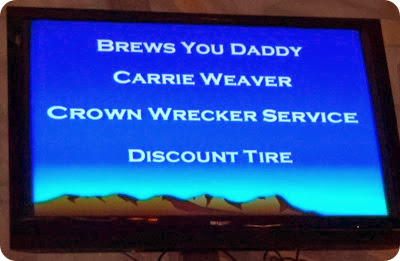 Brews You Daddy
Carrie Weaver
Crown Wrecker Service
Discount Tire